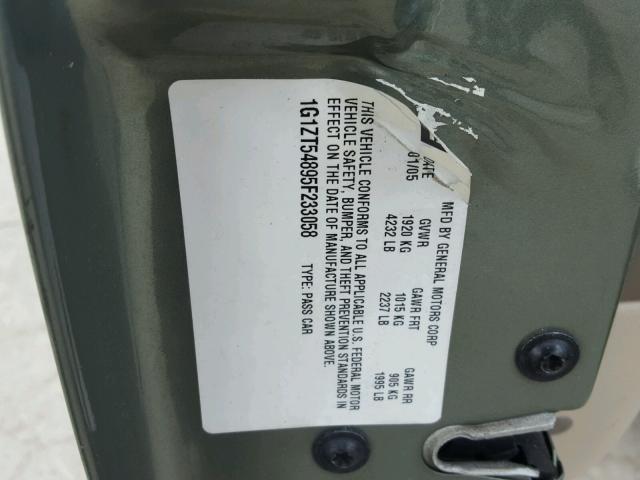 MFD BY GENERAL MOTORS CORP
DATE GVWR GAWR FRT GAWR RR
01/05 1920 KG 1015 KG 905 KG
4232 LB 2237 LB 1995 LB
THIS VEHICLE CONFORMS TO ALL APPLICABLE U.S. FEDERAL MOTOR
VEHICLE SAFETY, BUMPER, AND THEFT PREVENTION STANDARDS IN
EFFECT ON THE DATE OF MANUFACTURE SHOWN ABOVE.
1G1ZT54895F233058 TYPE: PASS CAR